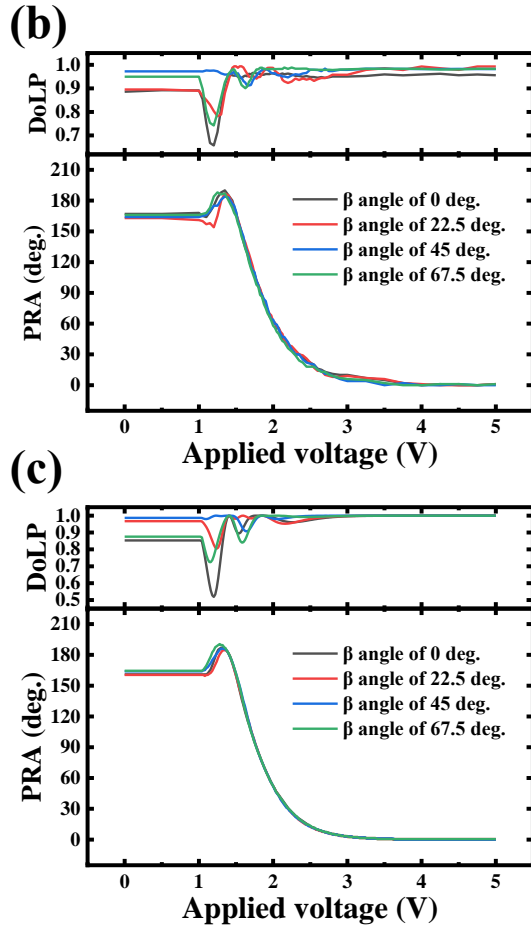 (b)
DoLP
1.0
0.9
0.8
0.7
PRA (deg.)
210
180
150
120
90
60
30
0
β angle of 0 deg.
β angle of 22.5 deg.
β angle of 45 deg.
β angle of 67.5 deg.
0 1 2 3 4 5
Applied voltage (V)
(c)
DoLP
1.0
0.9
0.8
0.7
0.6
0.5
PRA (deg.)
210
180
150
120
90
60
30
0
β angle of 0 deg.
β angle of 22.5 deg.
β angle of 45 deg.
β angle of 67.5 deg.
0 1 2 3 4 5
Applied voltage (V)